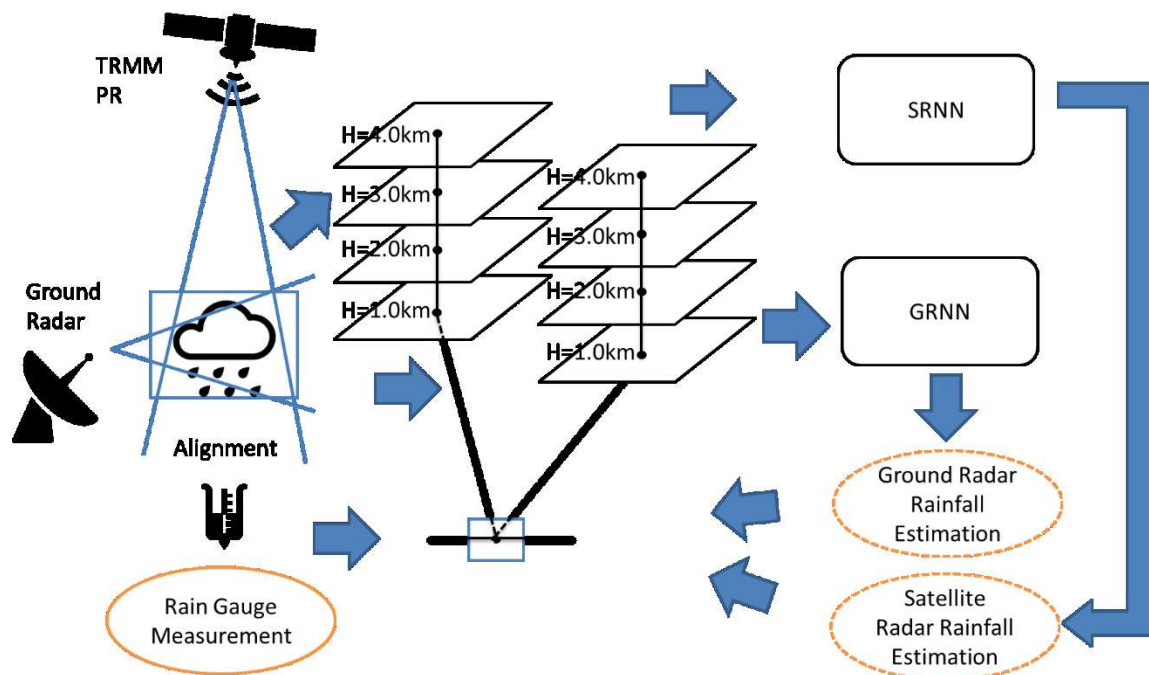 TRMM
PR
H=4.0km
H=3.0km
H=2.0km
H=1.0km
H=4.0km
H=3.0km
H=2.0km
H=1.0km
SRNN
GRNN
Ground
Radar
Alignment
Rain Gauge
Measurement
Ground Radar
Rainfall
Estimation
Satellite
Radar Rainfall
Estimation